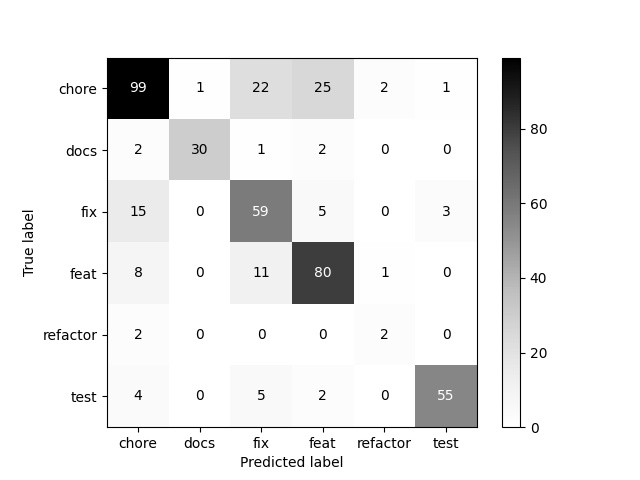 chore 99 1 22 25 2 1
docs 2 30 1 2 0 0
fix 15 0 59 5 0 3
feat 8 0 11 80 1 0
refactor 2 0 0 0 2 0
test 4 0 5 2 0 55
chore docs fix feat refactor test
Predicted label
True label
80
60
40
20
0